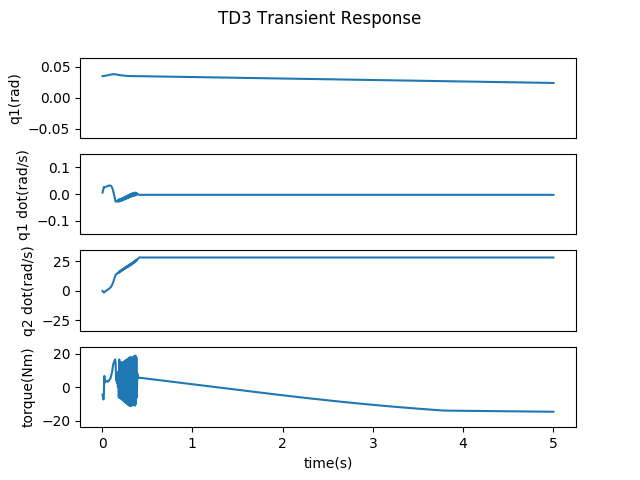 TD3 Transient Response
0.05
0.00
−0.05
q1(rad)
0.1
0.0
−0.1
q1 dot(rad/s)
25
0
−25
q2 dot(rad/s)
20
0
−20
torque(Nm)
0 1 2 3 4 5
time(s)